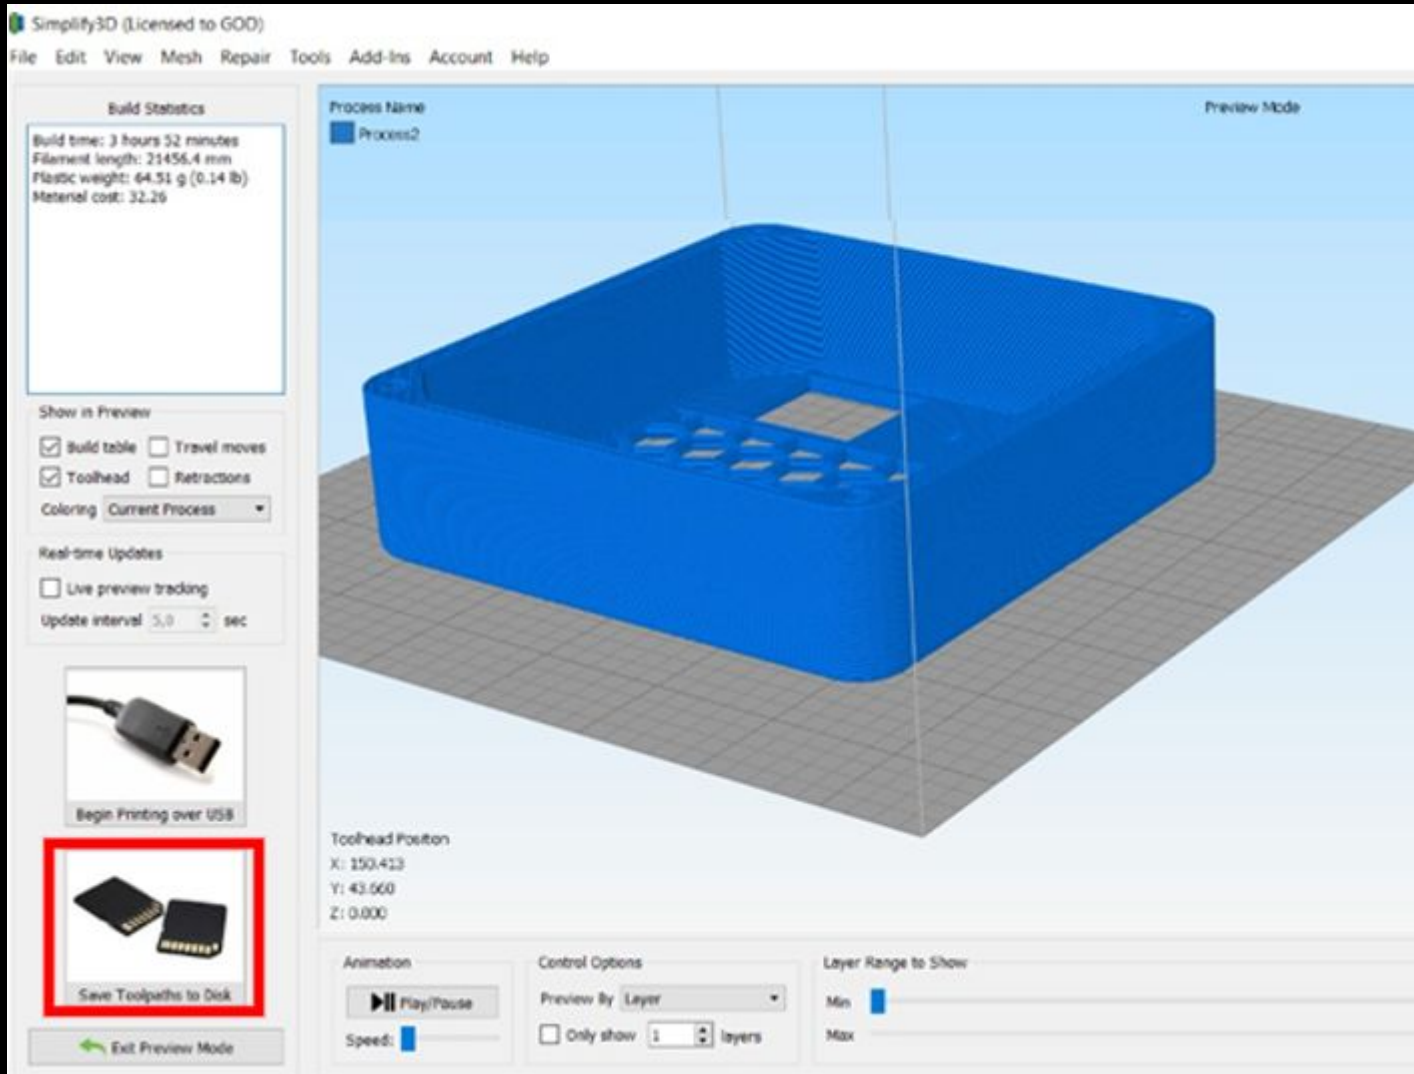 Simplify3D (Licensed to GOD)
File Edit View Mesh Repair Tools Add-Ins Account Help
Build Statistics
Build time: 3 hours 52 minutes
Filament length: 21456.4 mm
Plastic weight: 64.51 g (0.14 lb)
Material cost: 32.26
Show in Preview
Build table Travel moves
Toolhead Retractions
Coloring Current Process
Real-time Updates
Live preview tracking
Update interval 5,0 sec
Begin Printing over USB
Save Toolpaths to Disk
Exit Preview Mode
Process Name
Process2
Preview Mode
Toolhead Position
X: 150.413
Y: 43.660
Z: 0.000
Animation
Play/Pause
Speed:
Control Options
Preview By Layer
Only show 1 layers
Layer Range to Show
Min
Max